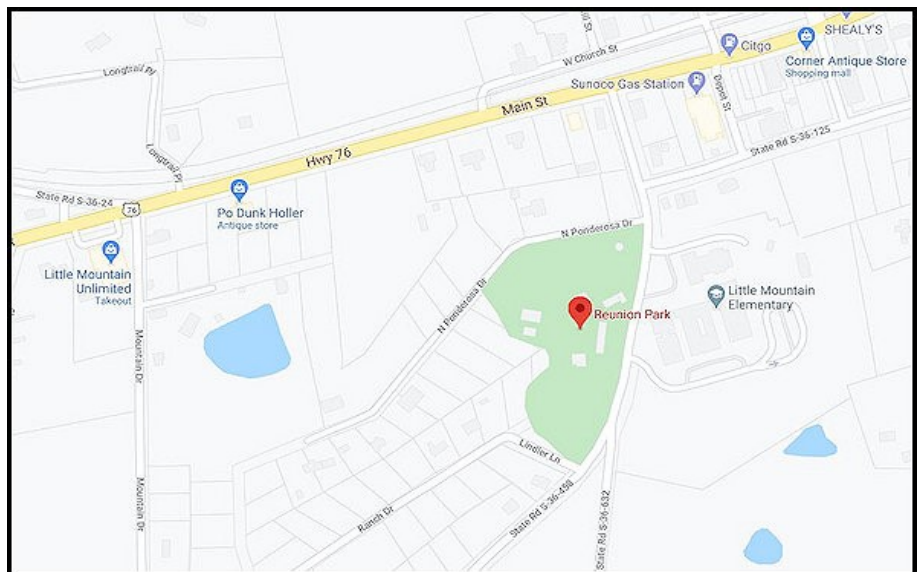 SHEALY'S
Citgo
Corner Antique Store
Shopping mall
W Church St
Sunoco Gas Station
Depot St
Main St
Longtrail Pl
Hwy 76
State Rd S-36-125
Longtrail Pl
State Rd S-36-24
76
Po Dunk Holler
Antique store
N Ponderosa Dr
Little Mountain
Unlimited
Takeout
Little Mountain
Elementary
N Ponderosa Dr
Reunion Park
Mountain Dr
Lindler Ln
Mountain Dr
Ranch Dr
State Rd S-36-498
State Rd S-36-632